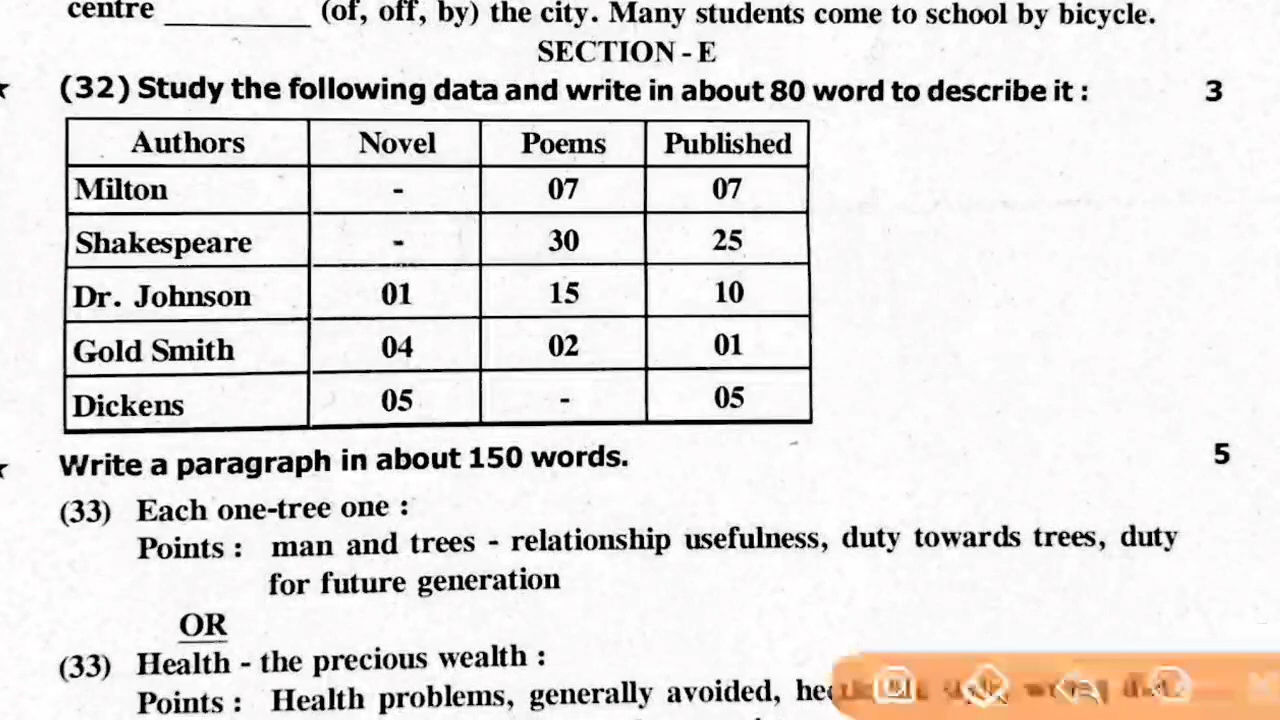 centre __________ (of, off, by) the city. Many students come to school by bicycle.
SECTION - E
(32) Study the following data and write in about 80 word to describe it : 3
Authors Novel Poems Published
Milton - 07 07
Shakespeare - 30 25
Dr. Johnson 01 15 10
Gold Smith 04 02 01
Dickens 05 - 05
Write a paragraph in about 150 words. 5
(33) Each one-tree one :
Points : man and trees - relationship usefulness, duty towards trees, duty
for future generation
OR
(33) Health - the precious wealth :
Points : Health problems, generally avoided,